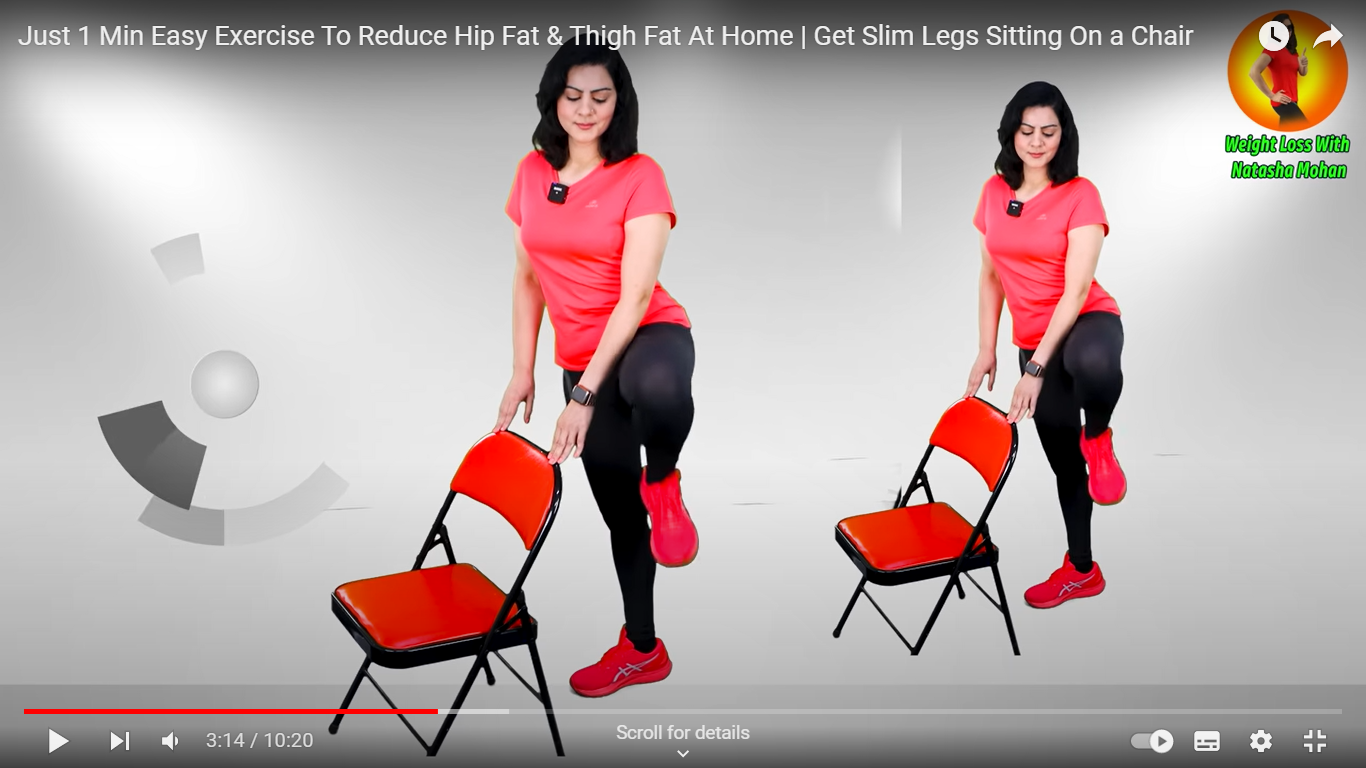 Just 1 Min Easy Exercise To Reduce Hip Fat & Thigh Fat At Home | Get Slim Legs Sitting On a Chair
Weight Loss With
Natasha Mohan
3:14 / 10:20
Scroll for details